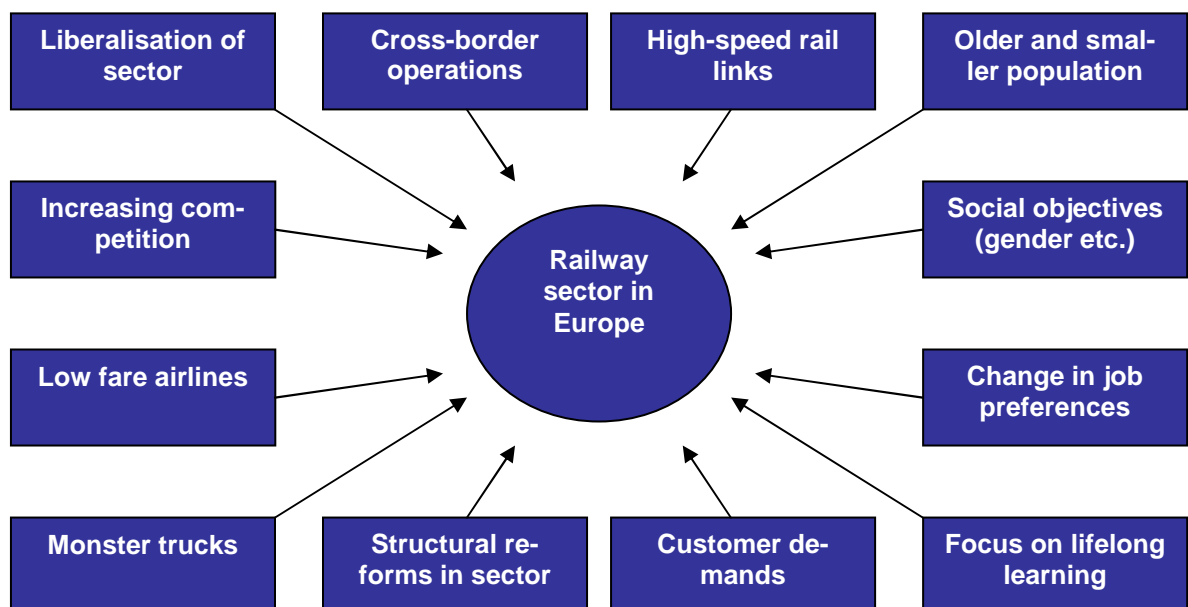 Liberalisation of
sector
Cross-border
operations
High-speed rail
links
Older and smal-
ler population
Increasing com-
petition
Railway
sector in
Europe
Social objectives
(gender etc.)
Low fare airlines
Change in job
preferences
Monster trucks
Structural re-
forms in sector
Customer de-
mands
Focus on lifelong
learning